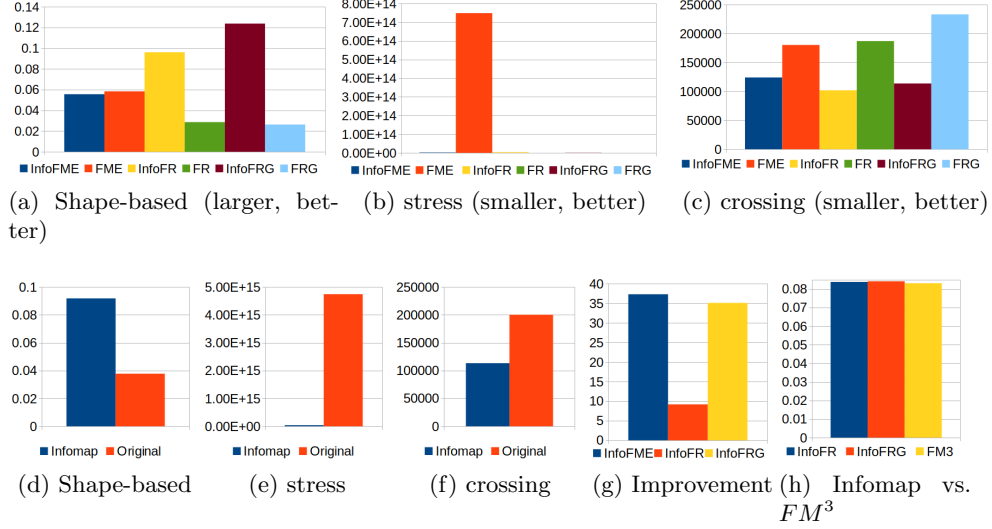 0.14
0.12
0.1
0.08
0.06
0.04
0.02
0
InfoFME FME InfoFR FR InfoFRG FRG
(a) Shape-based (larger, bet-
ter)
8.00E+14
7.00E+14
6.00E+14
5.00E+14
4.00E+14
3.00E+14
2.00E+14
1.00E+14
0.00E+00
InfoFME FME InfoFR FR InfoFRG FRG
(b) stress (smaller, better)
250000
200000
150000
100000
50000
0
InfoFME FME InfoFR FR InfoFRG FRG
(c) crossing (smaller, better)
0.1
0.08
0.06
0.04
0.02
0
Infomap Original
(d) Shape-based
5.00E+15
4.00E+15
3.00E+15
2.00E+15
1.00E+15
0.00E+00
Infomap Original
(e) stress
250000
200000
150000
100000
50000
0
Infomap Original
(f) crossing
40
35
30
25
20
15
10
5
0
InfoFME InfoFR InfoFRG
(g) Improvement
0.08
0.07
0.06
0.05
0.04
0.03
0.02
0.01
0
InfoFR InfoFRG FM3
(h) Infomap vs.
FM³